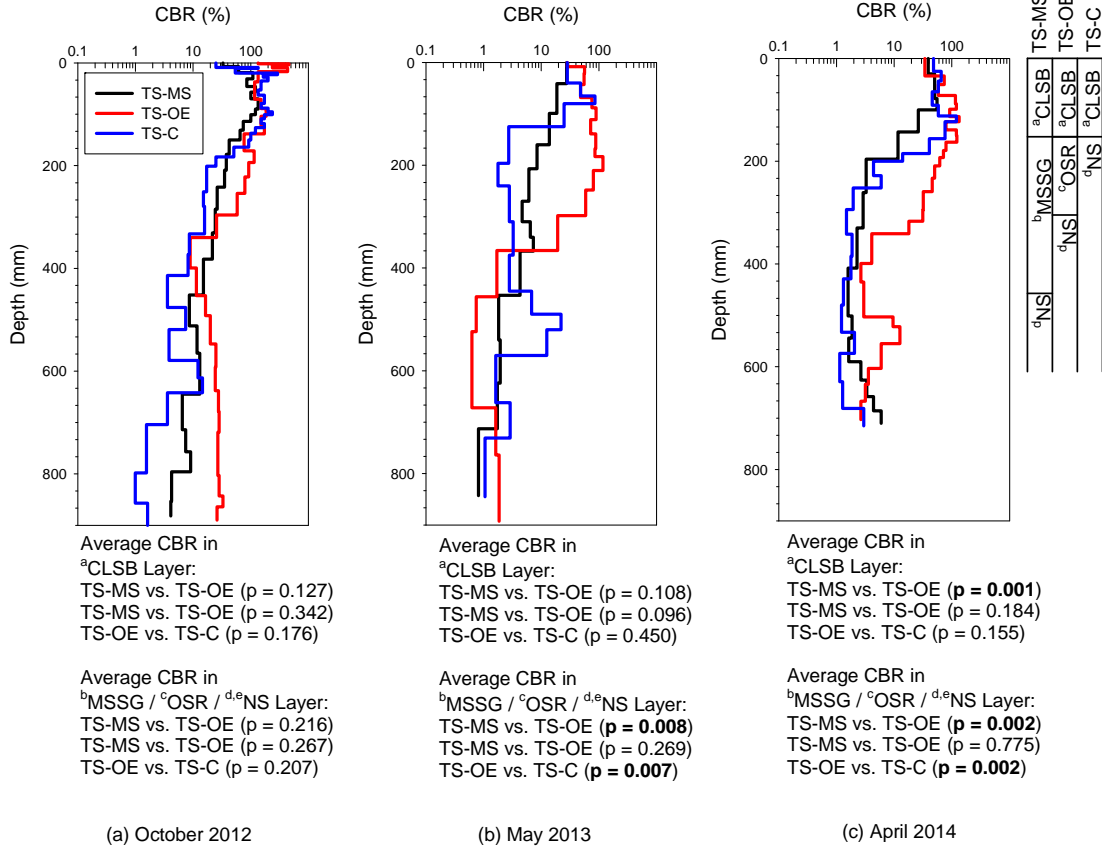 CBR (%)
0.1 1 10 100
0
200
400
600
800
Depth (mm)
TS-MS
TS-OE
TS-C
Average CBR in
aCLSB Layer:
TS-MS vs. TS-OE (p = 0.127)
TS-MS vs. TS-OE (p = 0.342)
TS-OE vs. TS-C (p = 0.176)
Average CBR in
bMSSG / cOSR / d,eNS Layer:
TS-MS vs. TS-OE (p = 0.216)
TS-MS vs. TS-OE (p = 0.267)
TS-OE vs. TS-C (p = 0.207)
(a) October 2012
CBR (%)
0.1 1 10 100
0
200
400
600
800
Depth (mm)
Average CBR in
aCLSB Layer:
TS-MS vs. TS-OE (p = 0.108)
TS-MS vs. TS-OE (p = 0.096)
TS-OE vs. TS-C (p = 0.450)
Average CBR in
bMSSG / cOSR / d,eNS Layer:
TS-MS vs. TS-OE (p = 0.008)
TS-MS vs. TS-OE (p = 0.269)
TS-OE vs. TS-C (p = 0.007)
(b) May 2013
CBR (%)
0.1 1 10 100
0
200
400
600
800
Depth (mm)
Average CBR in
aCLSB Layer:
TS-MS vs. TS-OE (p = 0.001)
TS-MS vs. TS-OE (p = 0.184)
TS-OE vs. TS-C (p = 0.155)
Average CBR in
bMSSG / cOSR / d,eNS Layer:
TS-MS vs. TS-OE (p = 0.002)
TS-MS vs. TS-OE (p = 0.775)
TS-OE vs. TS-C (p = 0.002)
(c) April 2014
TS-MS
aCLSB
bMSSG
dNS
TS-OE
aCLSB
cOSR
dNS
TS-C
aCLSB
dNS